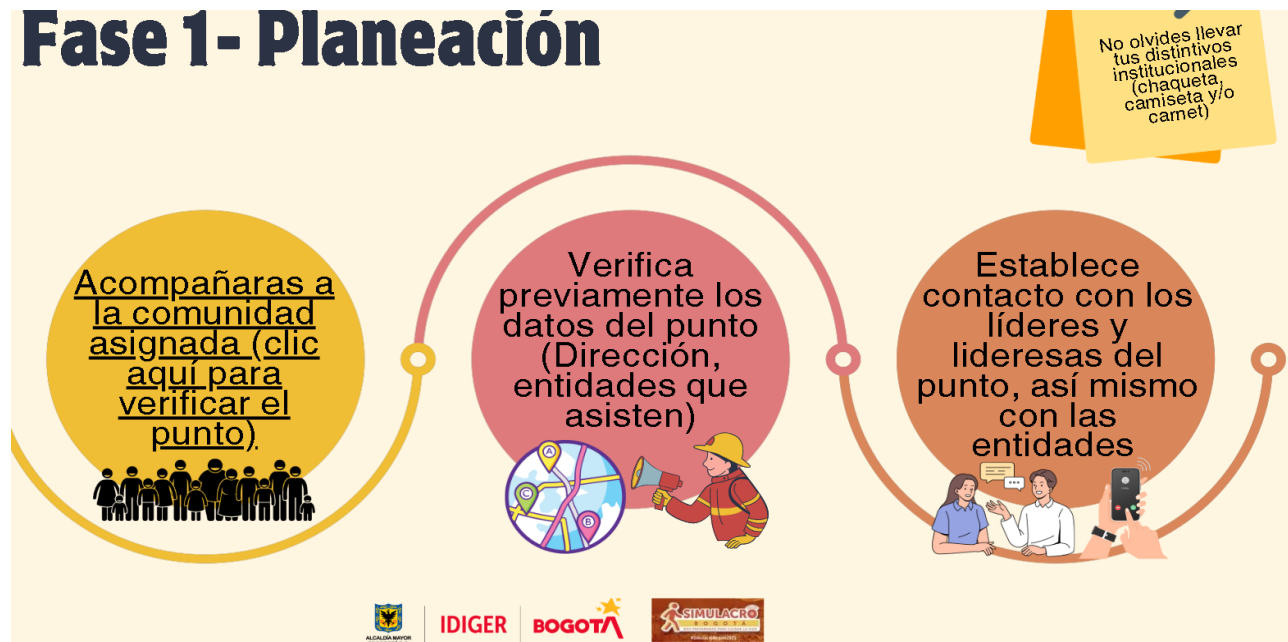 Fase 1- Planeación
No olvides llevar
tus distintivos
institucionales
(chaqueta,
camiseta y/o
carnet)
Acompañaras a
la comunidad
asignada (clic
aquí para
verificar el
punto)
Verifica
previamente los
datos del punto
(Dirección,
entidades que
asisten)
Establece
contacto con los
líderes y
lideresas del
punto, así mismo
con las
entidades
A
C
B
ALCALDÍA MAYOR
IDIGER
BOGOTÁ
SIMULACRO
BOGOTÁ